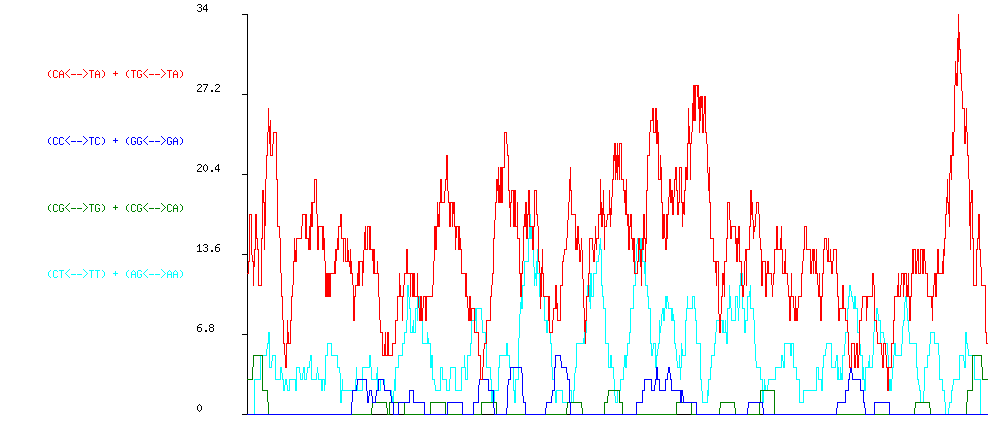 34
(CA<-->TA) + (TG<-->TA)
27.2
(CC<-->TC) + (GG<-->GA)
20.4
(CG<-->TG) + (CG<-->CA)
13.6
(CT<-->TT) + (AG<-->AA)
6.8
0